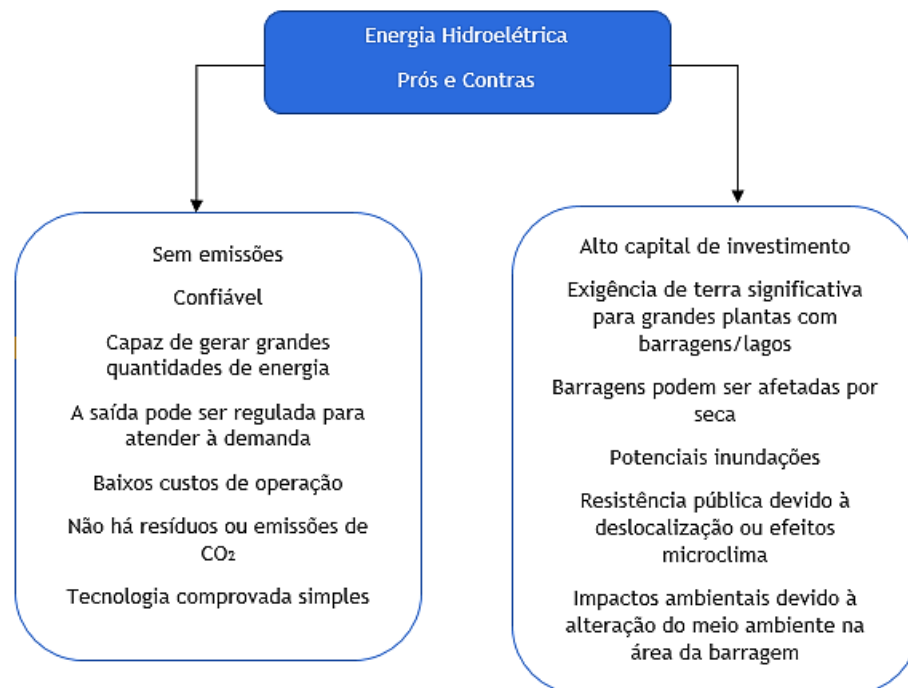 Energia Hidroelétrica
Prós e Contras
Sem emissões
Confiável
Capaz de gerar grandes
quantidades de energia
A saída pode ser regulada para
atender à demanda
Baixos custos de operação
Não há resíduos ou emissões de
CO₂
Tecnologia comprovada simples
Alto capital de investimento
Exigência de terra significativa
para grandes plantas com
barragens/lagos
Barragens podem ser afetadas por
seca
Potenciais inundações
Resistência pública devido à
deslocalização ou efeitos
microclima
Impactos ambientais devido à
alteração do meio ambiente na
área da barragem